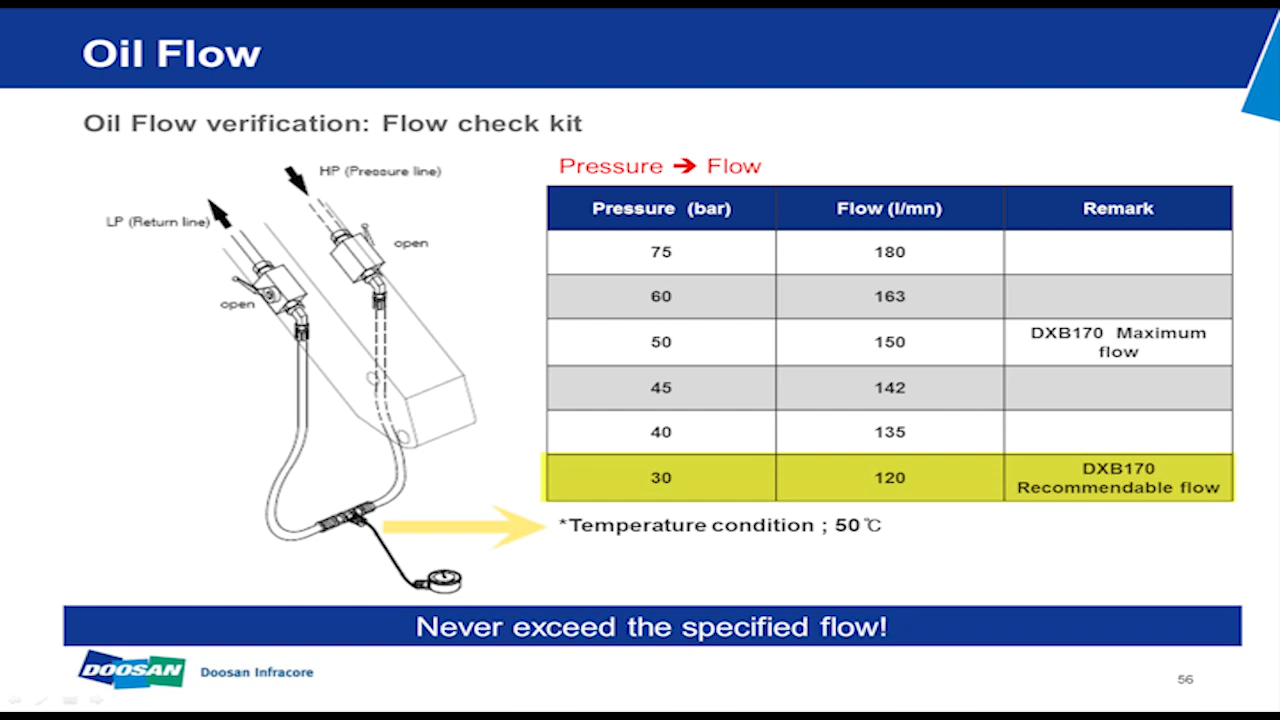 Oil Flow
Oil Flow verification: Flow check kit
HP (Pressure line)
LP (Return line)
open
open
Pressure ➔ Flow
Pressure (bar) Flow (l/mn) Remark
75 180
60 163
50 150 DXB170 Maximum
flow
45 142
40 135
30 120 DXB170
Recommendable flow
*Temperature condition ; 50℃
Never exceed the specified flow!
DOOSAN Doosan Infracore
56